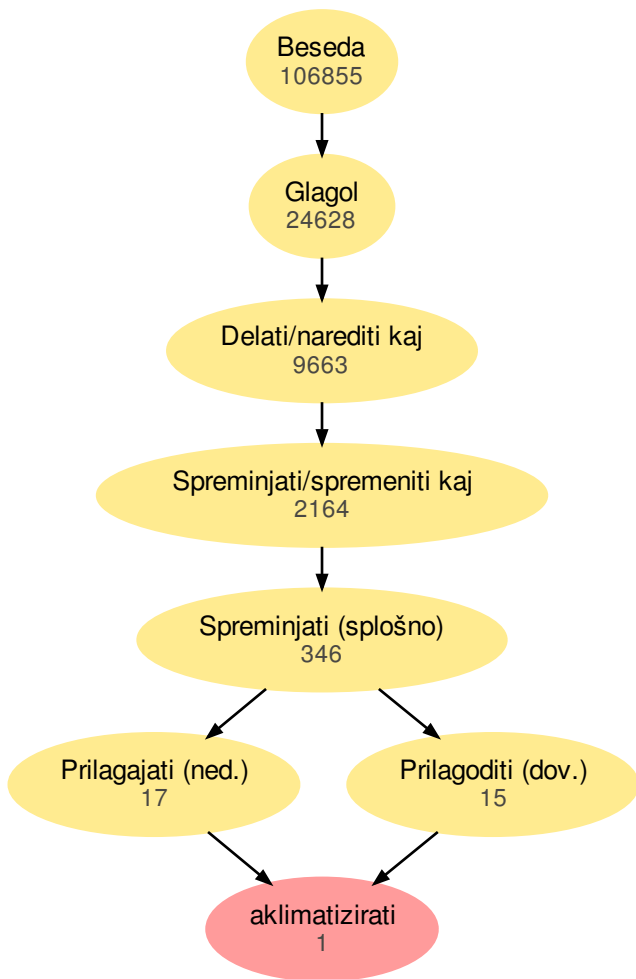 Beseda
106855
Glagol
24628
Delati/narediti kaj
9663
Spreminjati/spremeniti kaj
2164
Spreminjati (splošno)
346
Prilagajati (ned.)
17
Prilagoditi (dov.)
15
aklimatizirati
1